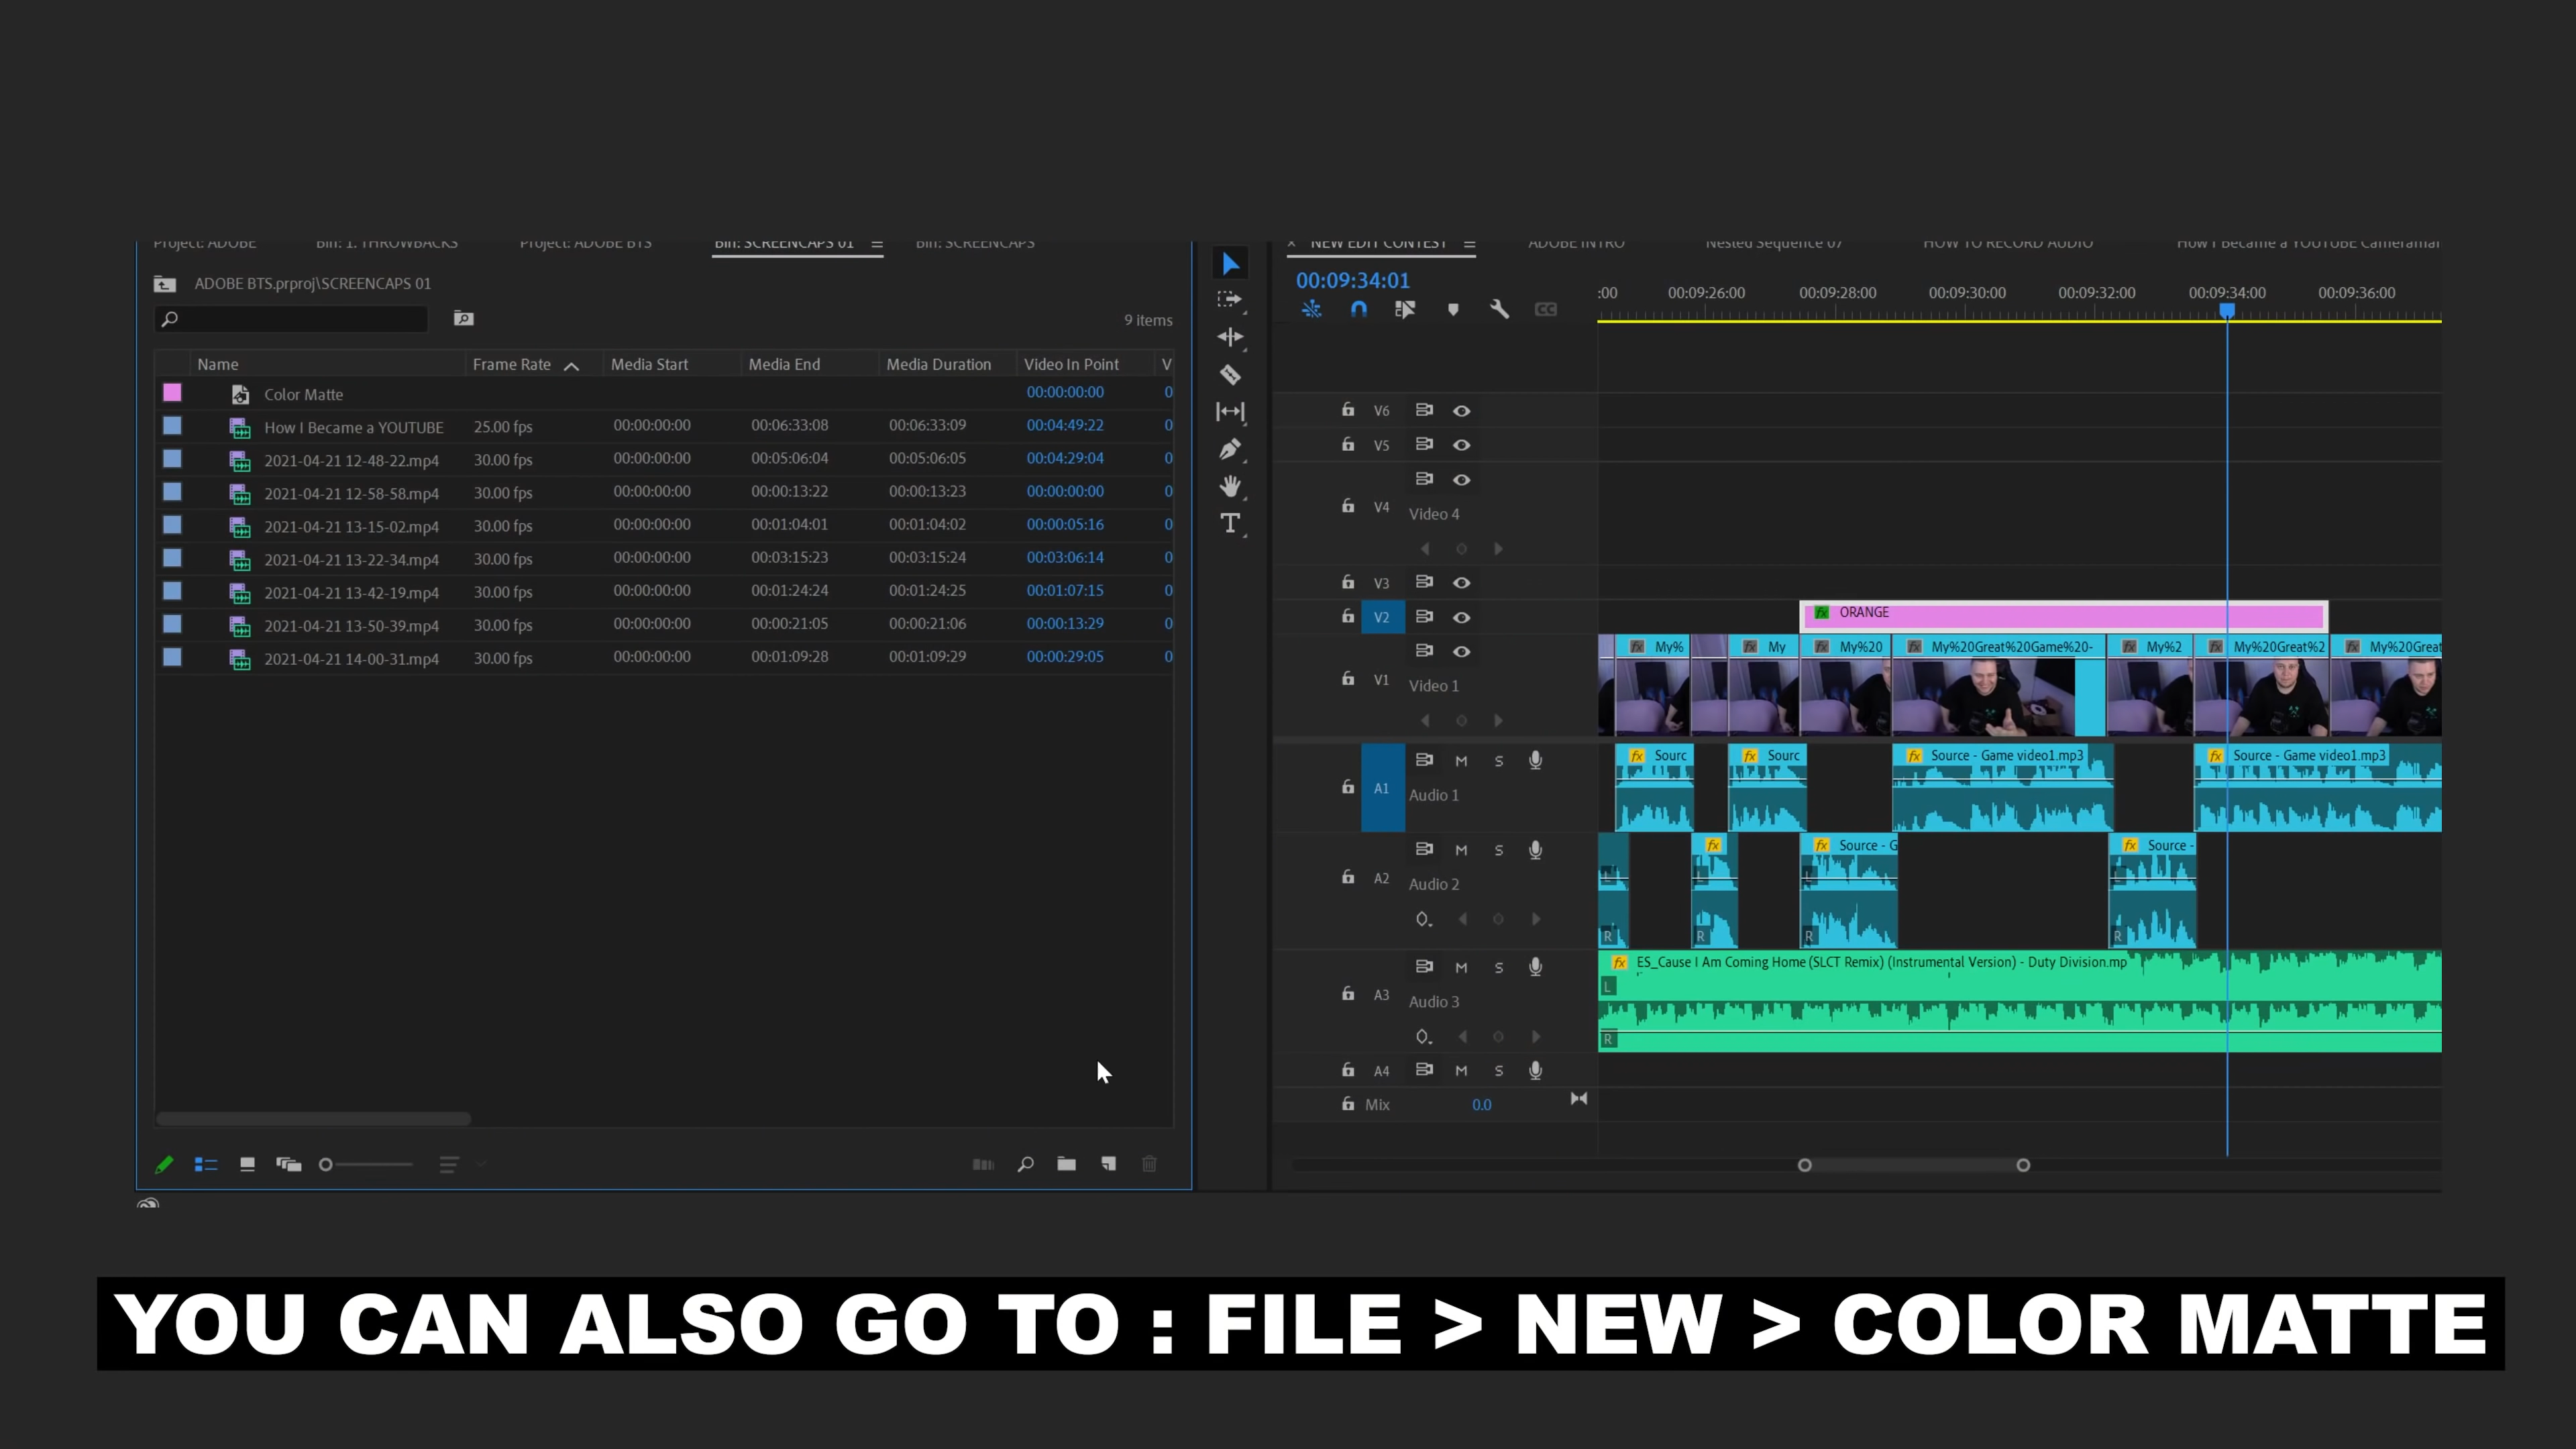 Project: ADOBE
Bin: 1. THROWBACKS
Project: ADOBE BTS
Bin: SCREENCAPS 01
Bin: SCREENCAPS
ADOBE BTS.prproj\SCREENCAPS 01
9 items
Name Frame Rate Media Start Media End Media Duration Video In Point V
Color Matte 00:00:00:00 0
How I Became a YOUTUBE 25.00 fps 00:00:00:00 00:06:33:08 00:06:33:09 00:04:49:22 0
2021-04-21 12-48-22.mp4 30.00 fps 00:00:00:00 00:05:06:04 00:05:06:05 00:04:29:04 0
2021-04-21 12-58-58.mp4 30.00 fps 00:00:00:00 00:00:13:22 00:00:13:23 00:00:00:00 0
2021-04-21 13-15-02.mp4 30.00 fps 00:00:00:00 00:01:04:01 00:01:04:02 00:00:05:16 0
2021-04-21 13-22-34.mp4 30.00 fps 00:00:00:00 00:03:15:23 00:03:15:24 00:03:06:14 0
2021-04-21 13-42-19.mp4 30.00 fps 00:00:00:00 00:01:24:24 00:01:24:25 00:01:07:15 0
2021-04-21 13-50-39.mp4 30.00 fps 00:00:00:00 00:00:21:05 00:00:21:06 00:00:13:29 0
2021-04-21 14-00-31.mp4 30.00 fps 00:00:00:00 00:01:09:28 00:01:09:29 00:00:29:05 0
NEW EDIT CONTEST
ADOBE INTRO
Nested Sequence 07
HOW TO RECORD AUDIO
How I Became a YOUTUBE Cameraman
00:09:34:01
:00 00:09:26:00 00:09:28:00 00:09:30:00 00:09:32:00 00:09:34:00 00:09:36:00
CC
V6
V5
V4 Video 4
V3
V2
fx ORANGE
V1 Video 1
fx My% fx My fx My%20 fx My%20Great%20Game%20- fx My%2 fx My%20Great%2 fx My%20Great
A1 M S
Audio 1
fx Sourc fx Sourc fx Source - Game video1.mp3 fx Source - Game video1.mp3
A2 M S
Audio 2
fx fx Source - G fx Source -
L L L L
R R R R
A3 M S
Audio 3
fx ES_Cause I Am Coming Home (SLCT Remix) (Instrumental Version) - Duty Division.mp
L
R
A4 M S
Mix 0.0
YOU CAN ALSO GO TO : FILE > NEW > COLOR MATTE